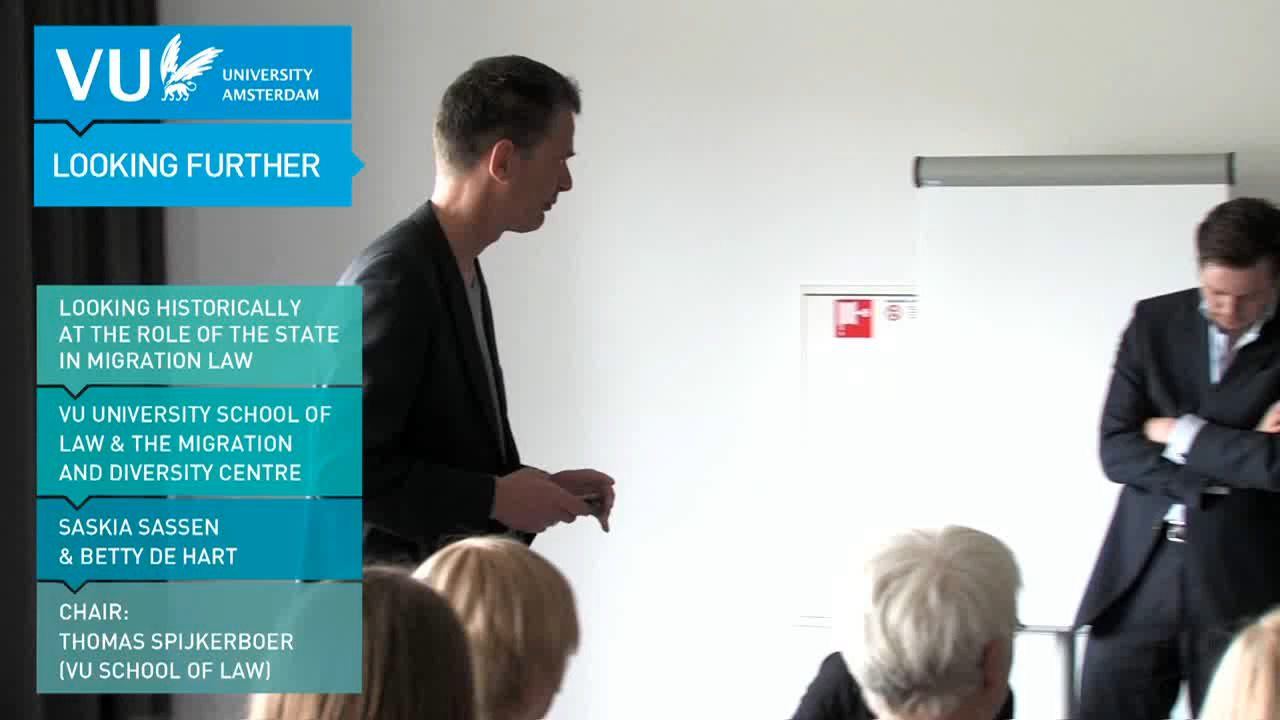 VU UNIVERSITY
AMSTERDAM
LOOKING FURTHER
LOOKING HISTORICALLY
AT THE ROLE OF THE STATE
IN MIGRATION LAW
VU UNIVERSITY SCHOOL OF
LAW & THE MIGRATION
AND DIVERSITY CENTRE
SASKIA SASSEN
& BETTY DE HART
CHAIR:
THOMAS SPIJKERBOER
(VU SCHOOL OF LAW)